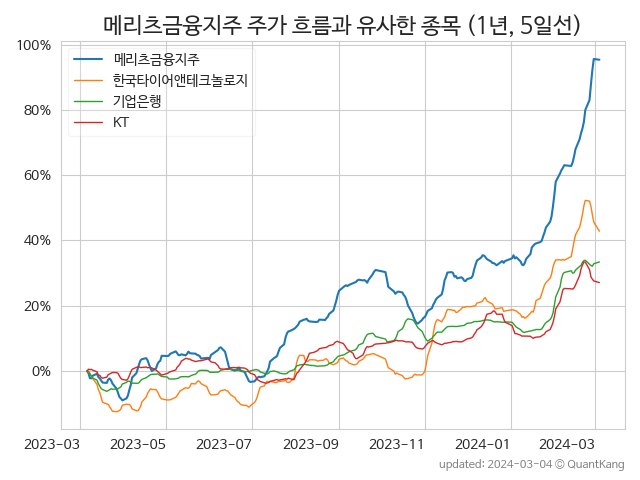 메리츠금융지주 주가 흐름과 유사한 종목 (1년, 5일선)
100%
80%
60%
40%
20%
0%
메리츠금융지주
한국타이어앤테크놀로지
기업은행
KT
2023-03 2023-05 2023-07 2023-09 2023-11 2024-01 2024-03
updated: 2024-03-04 © QuantKang